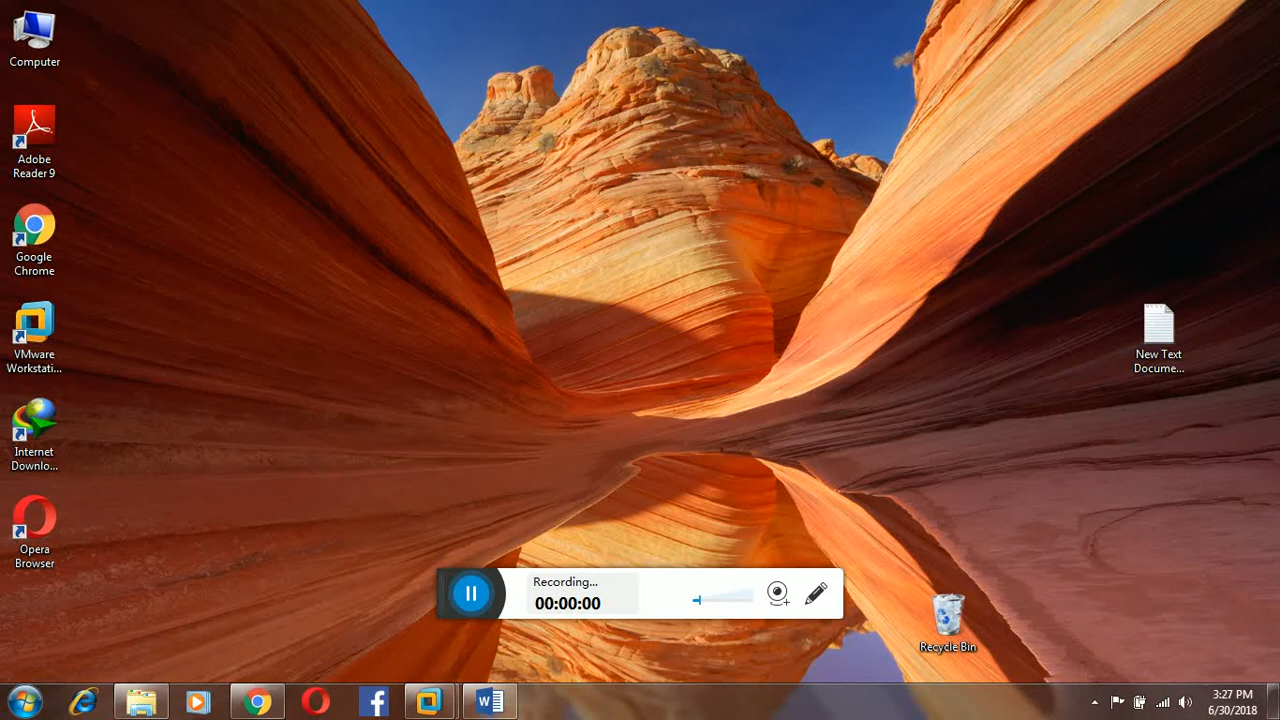 Computer
Adobe
Reader 9
Google
Chrome
VMware
Workstati...
Internet
Downlo...
Opera
Browser
New Text
Docume...
Recording...
00:00:00
Recycle Bin
3:27 PM
6/30/2018